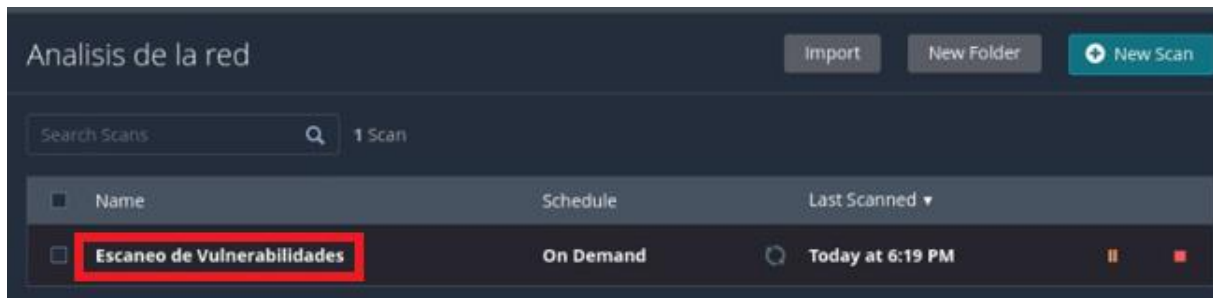 Analisis de la red
Import
New Folder
New Scan
Search Scans
1 Scan
Name
Schedule
Last Scanned
Escaneo de Vulnerabilidades
On Demand
Today at 6:19 PM